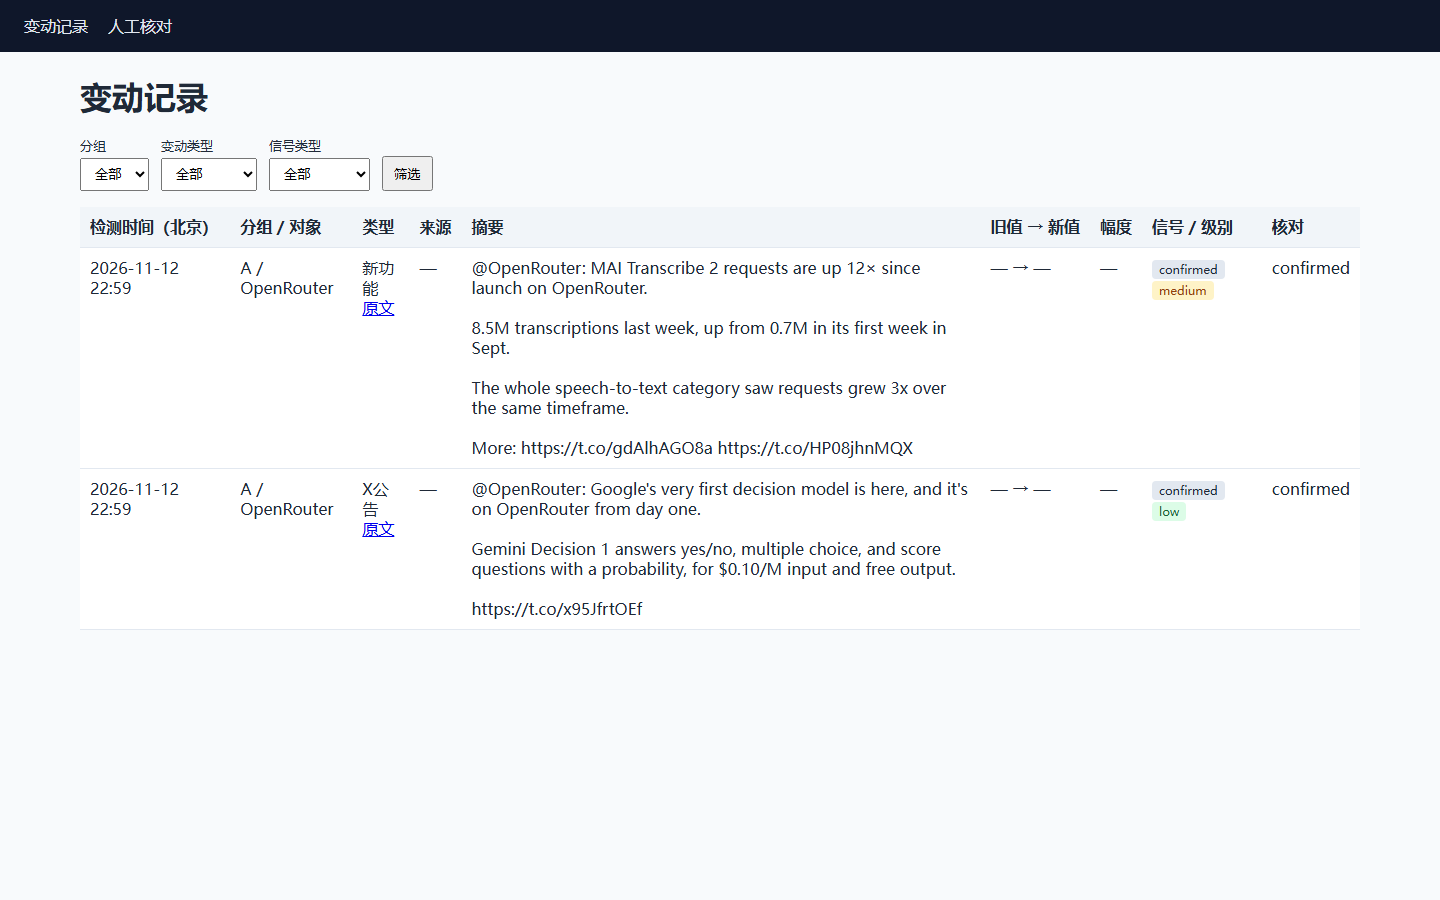 变动记录 人工核对
变动记录
分组 变动类型 信号类型
全部 全部 全部 筛选
检测时间（北京） 分组 / 对象 类型 来源 摘要 旧值 → 新值 幅度 信号 / 级别 核对
2026-11-12 22:59
A / OpenRouter
新功能
原文
—
@OpenRouter: MAI Transcribe 2 requests are up 12× since
launch on OpenRouter.
8.5M transcriptions last week, up from 0.7M in its first week in
Sept.
The whole speech-to-text category saw requests grew 3x over
the same timeframe.
More: https://t.co/gdAlhAGO8a https://t.co/HP08jhnMQX
— → —
—
confirmed
medium
confirmed
2026-11-12 22:59
A / OpenRouter
X公告
原文
—
@OpenRouter: Google's very first decision model is here, and it's
on OpenRouter from day one.
Gemini Decision 1 answers yes/no, multiple choice, and score
questions with a probability, for $0.10/M input and free output.
https://t.co/x95JfrtOEf
— → —
—
confirmed
low
confirmed